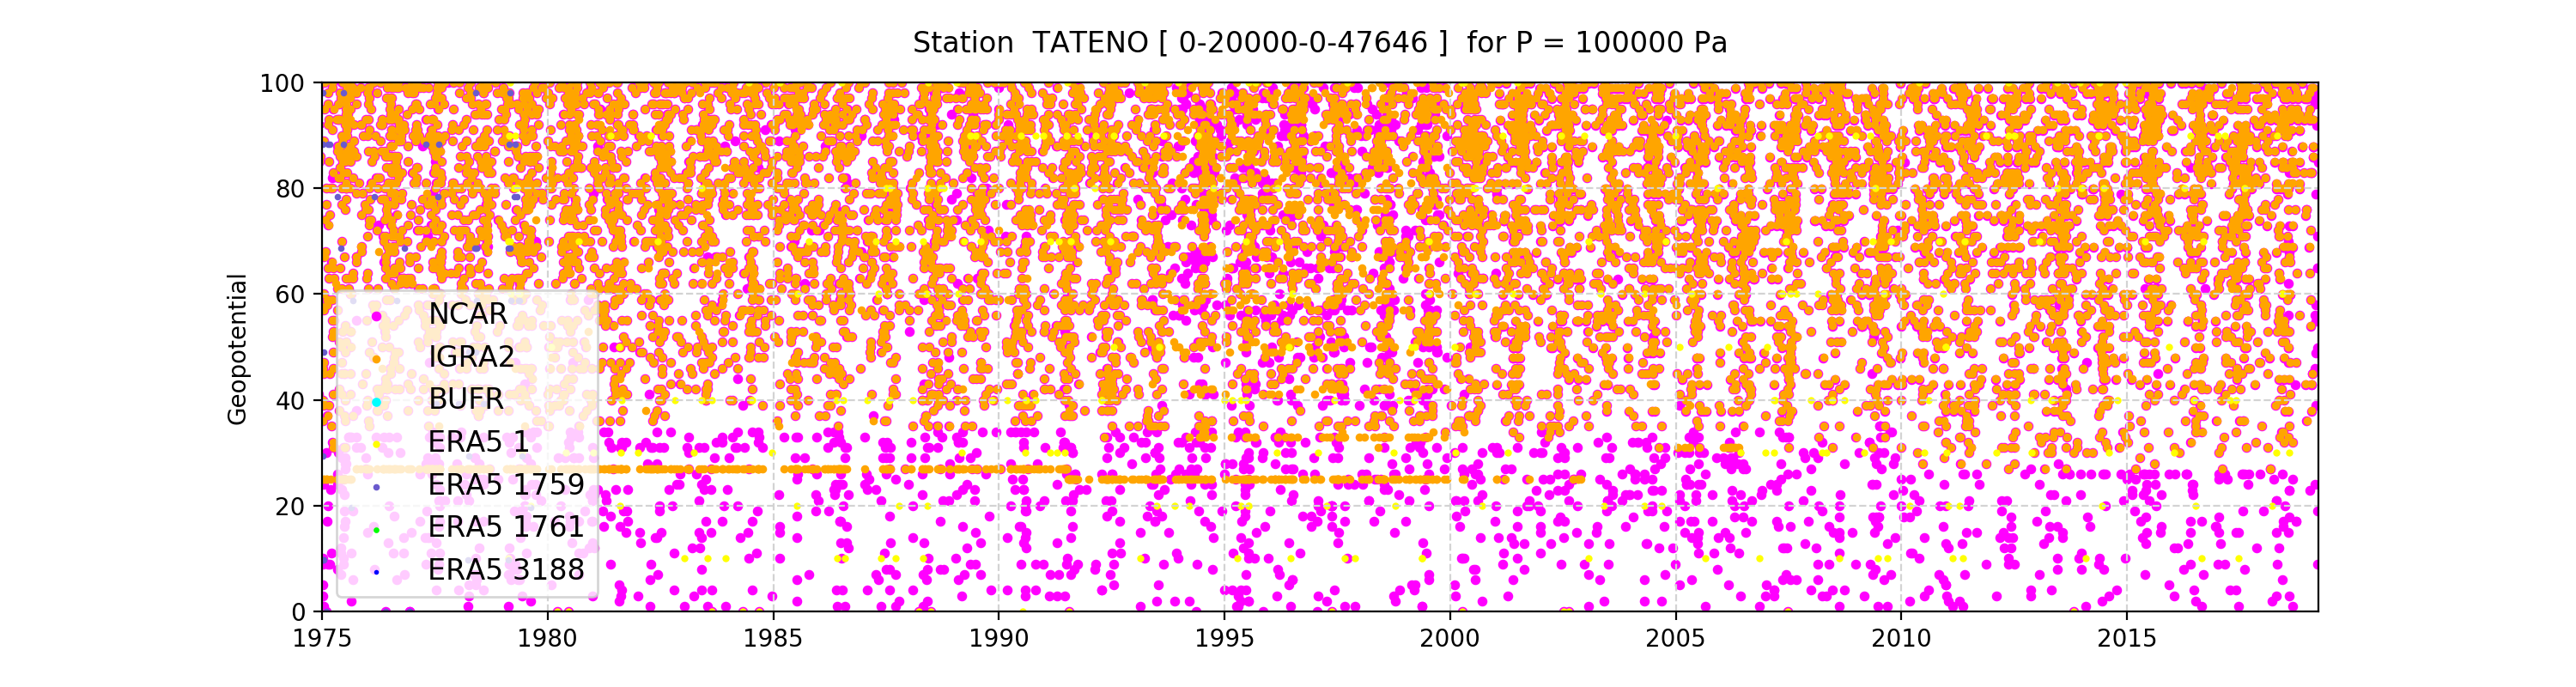 Station  TATENO [ 0-20000-0-47646 ]  for P = 100000 Pa
100
80
60
40
20
0
Geopotential
NCAR
IGRA2
BUFR
ERA5 1
ERA5 1759
ERA5 1761
ERA5 3188
1975
1980
1985
1990
1995
2000
2005
2010
2015